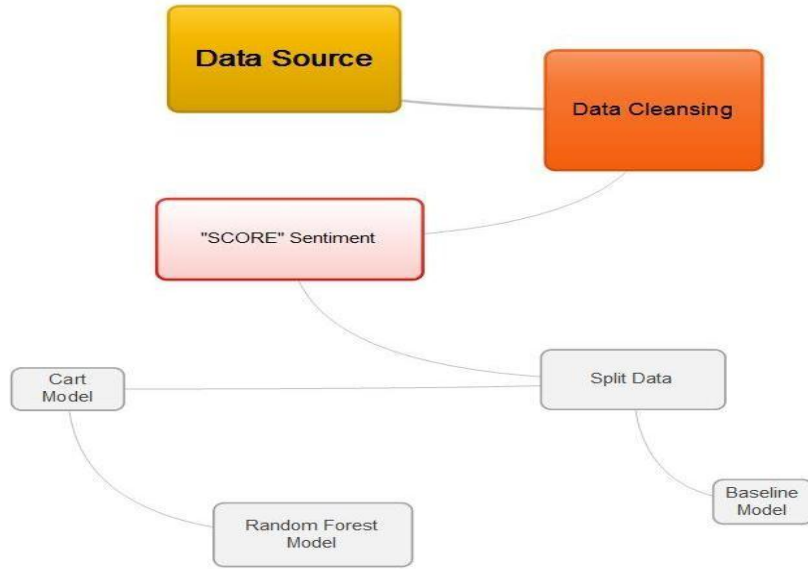 Data Source
Data Cleansing
"SCORE" Sentiment
Cart
Model
Split Data
Baseline
Model
Random Forest
Model